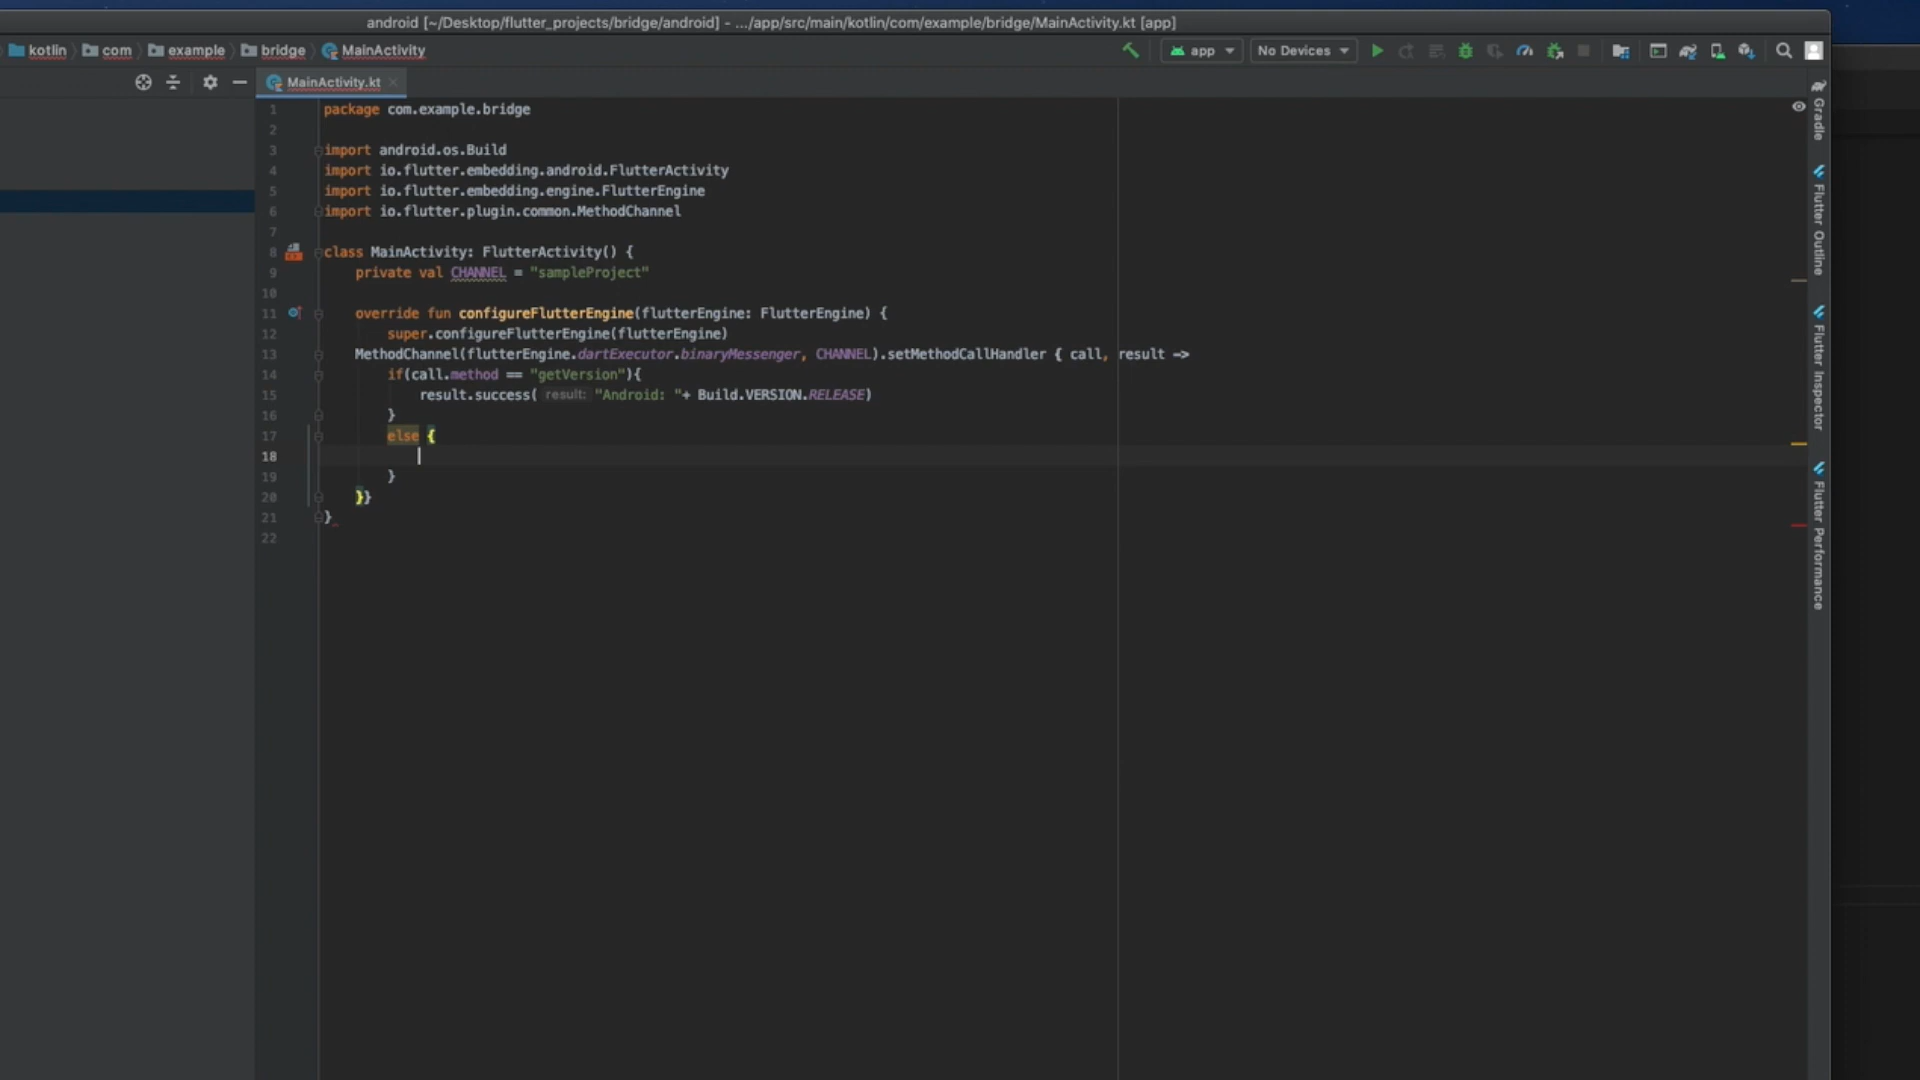 android [~/Desktop/flutter_projects/bridge/android] - .../app/src/main/kotlin/com/example/bridge/MainActivity.kt [app]
kotlin com example bridge MainActivity app No Devices
MainActivity.kt
1 package com.example.bridge
2
3 import android.os.Build
4 import io.flutter.embedding.android.FlutterActivity
5 import io.flutter.embedding.engine.FlutterEngine
6 import io.flutter.plugin.common.MethodChannel
7
8 class MainActivity: FlutterActivity() {
9 private val CHANNEL = "sampleProject"
10
11 override fun configureFlutterEngine(flutterEngine: FlutterEngine) {
12 super.configureFlutterEngine(flutterEngine)
13 MethodChannel(flutterEngine.dartExecutor.binaryMessenger, CHANNEL).setMethodCallHandler { call, result ->
14 if(call.method == "getVersion"){
15 result.success( result: "Android: "+ Build.VERSION.RELEASE)
16 }
17 else {
18
19 }
20 }}
21 }
22
Gradle
Flutter Outline
Flutter Inspector
Flutter Performance